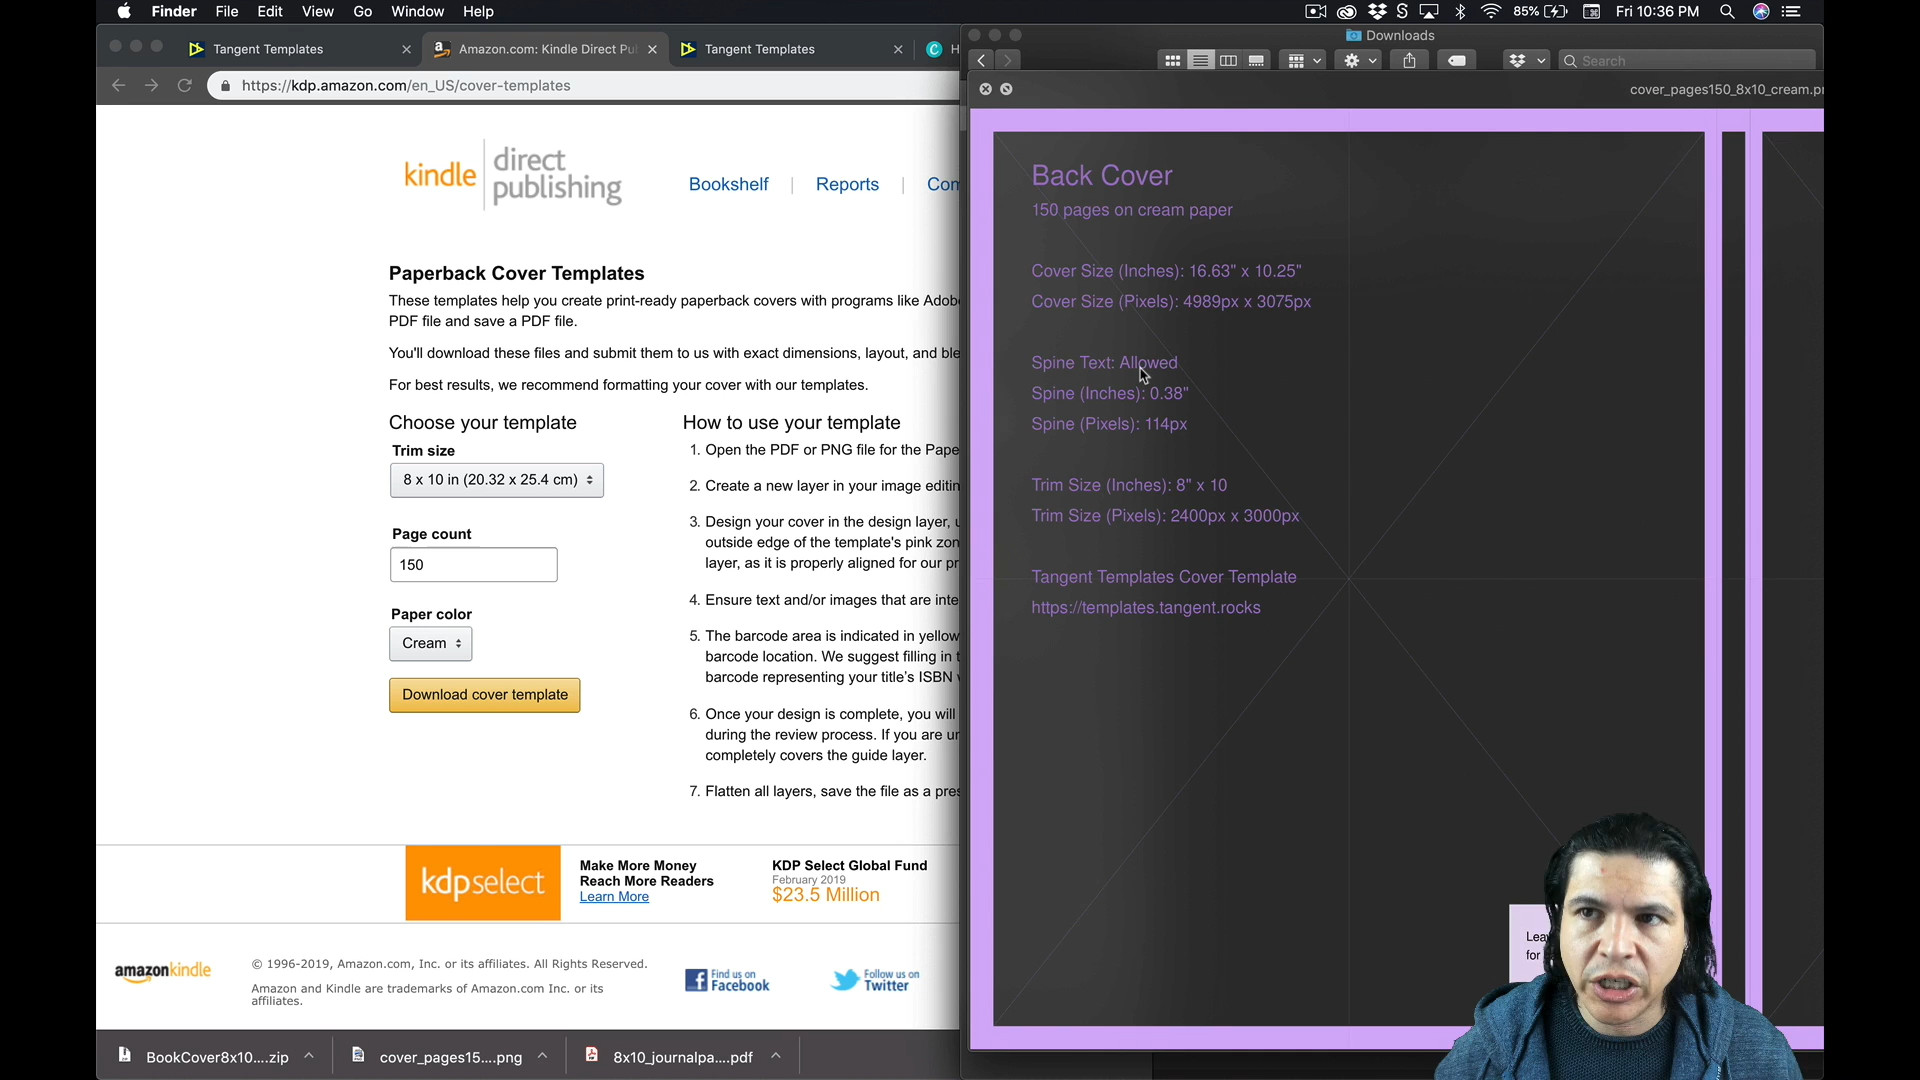 Finder File Edit View Go Window Help
85% Fri 10:36 PM
Tangent Templates
Amazon.com: Kindle Direct Pu
Tangent Templates
H
https://kdp.amazon.com/en_US/cover-templates
kindle direct publishing
Bookshelf | Reports | Com
Paperback Cover Templates
These templates help you create print-ready paperback covers with programs like Adobe
PDF file and save a PDF file.
You'll download these files and submit them to us with exact dimensions, layout, and ble
For best results, we recommend formatting your cover with our templates.
Choose your template
Trim size
8 x 10 in (20.32 x 25.4 cm)
Page count
150
Paper color
Cream
Download cover template
How to use your template
1. Open the PDF or PNG file for the Pape
2. Create a new layer in your image editin
3. Design your cover in the design layer, u
outside edge of the template's pink zon
layer, as it is properly aligned for our pr
4. Ensure text and/or images that are inte
5. The barcode area is indicated in yellow
barcode location. We suggest filling in t
barcode representing your title's ISBN w
6. Once your design is complete, you will
during the review process. If you are un
completely covers the guide layer.
7. Flatten all layers, save the file as a pres
kdpselect
Make More Money
Reach More Readers
Learn More
KDP Select Global Fund
February 2019
$23.5 Million
amazonkindle
© 1996-2019, Amazon.com, Inc. or its affiliates. All Rights Reserved.
Amazon and Kindle are trademarks of Amazon.com Inc. or its
affiliates.
Find us on
Facebook
Follow us on
Twitter
BookCover8x10....zip
cover_pages15....png
8x10_journalpa....pdf
Downloads
Search
cover_pages150_8x10_cream.pn
Back Cover
150 pages on cream paper
Cover Size (Inches): 16.63" x 10.25"
Cover Size (Pixels): 4989px x 3075px
Spine Text: Allowed
Spine (Inches): 0.38"
Spine (Pixels): 114px
Trim Size (Inches): 8" x 10
Trim Size (Pixels): 2400px x 3000px
Tangent Templates Cover Template
https://templates.tangent.rocks
Lea
for